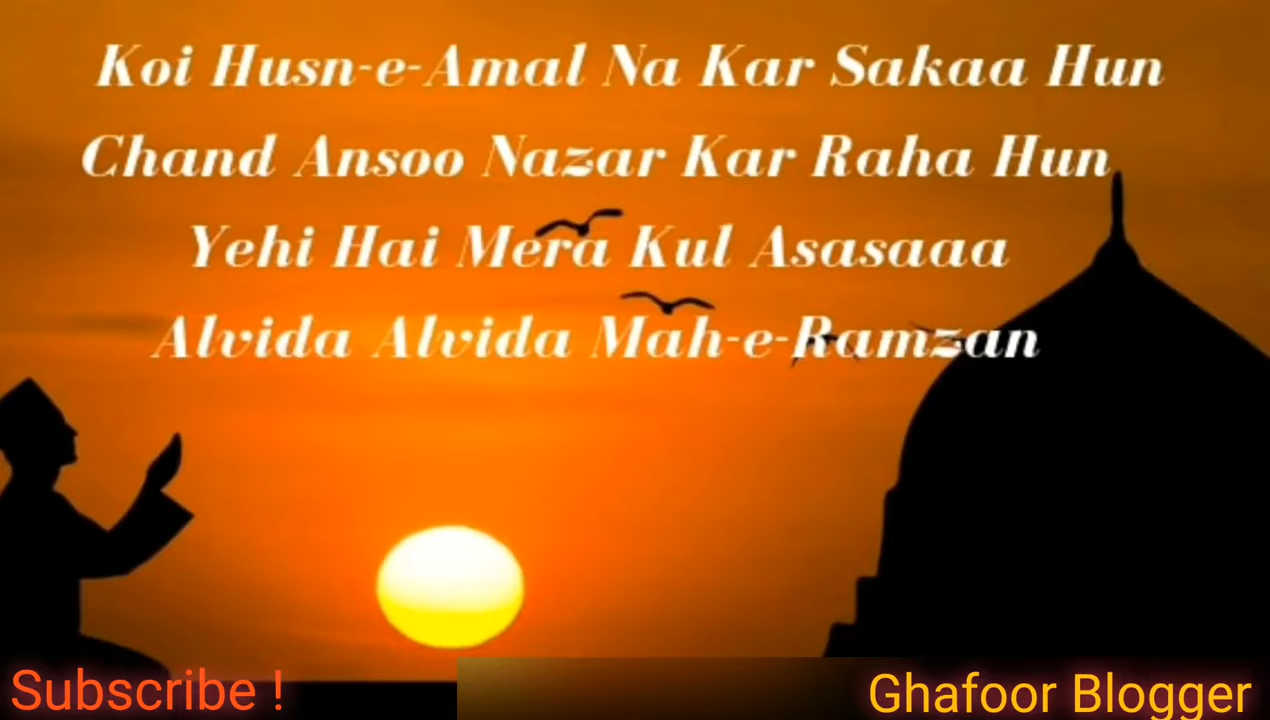 Koi Husn-e-Amal Na Kar Sakaa Hun
Chand Ansoo Nazar Kar Raha Hun
Yehi Hai Mera Kul Asasaaa
Alvida Alvida Mah-e-Ramzan
Subscribe !
Ghafoor Blogger